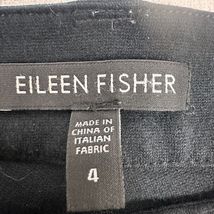 EILEEN FISHER
MADE IN
CHINA OF
ITALIAN
FABRIC
4